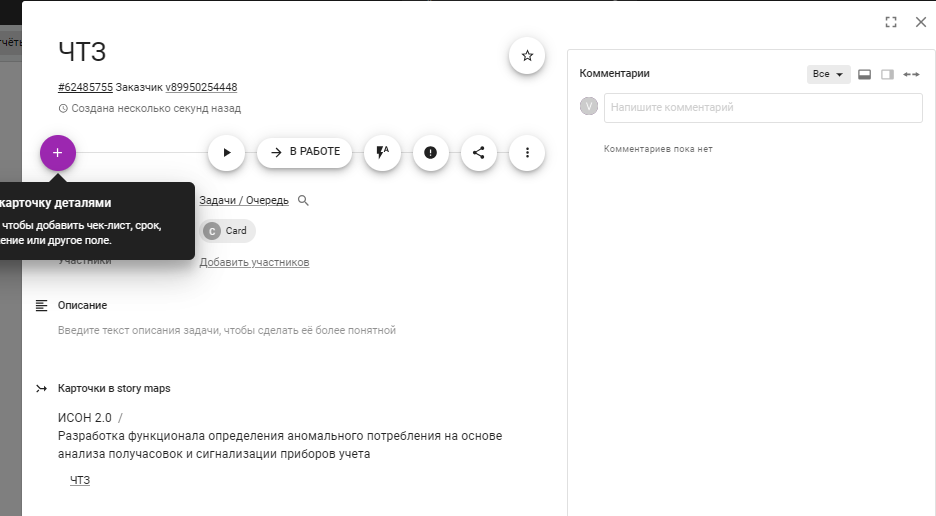 ЧТЗ
#62485755 Заказчик v89950254448
Создана несколько секунд назад
В РАБОТЕ
карточку деталями
чтобы добавить чек-лист, срок,
или другое поле.
Задачи / Очередь
C Card
Участники
Добавить участников
Описание
Введите текст описания задачи, чтобы сделать её более понятной
Карточки в story maps
ИСОН 2.0 /
Разработка функционала определения аномального потребления на основе
анализа получасовок и сигнализации приборов учета
ЧТЗ
Комментарии
Все
V
Напишите комментарий
Комментариев пока нет